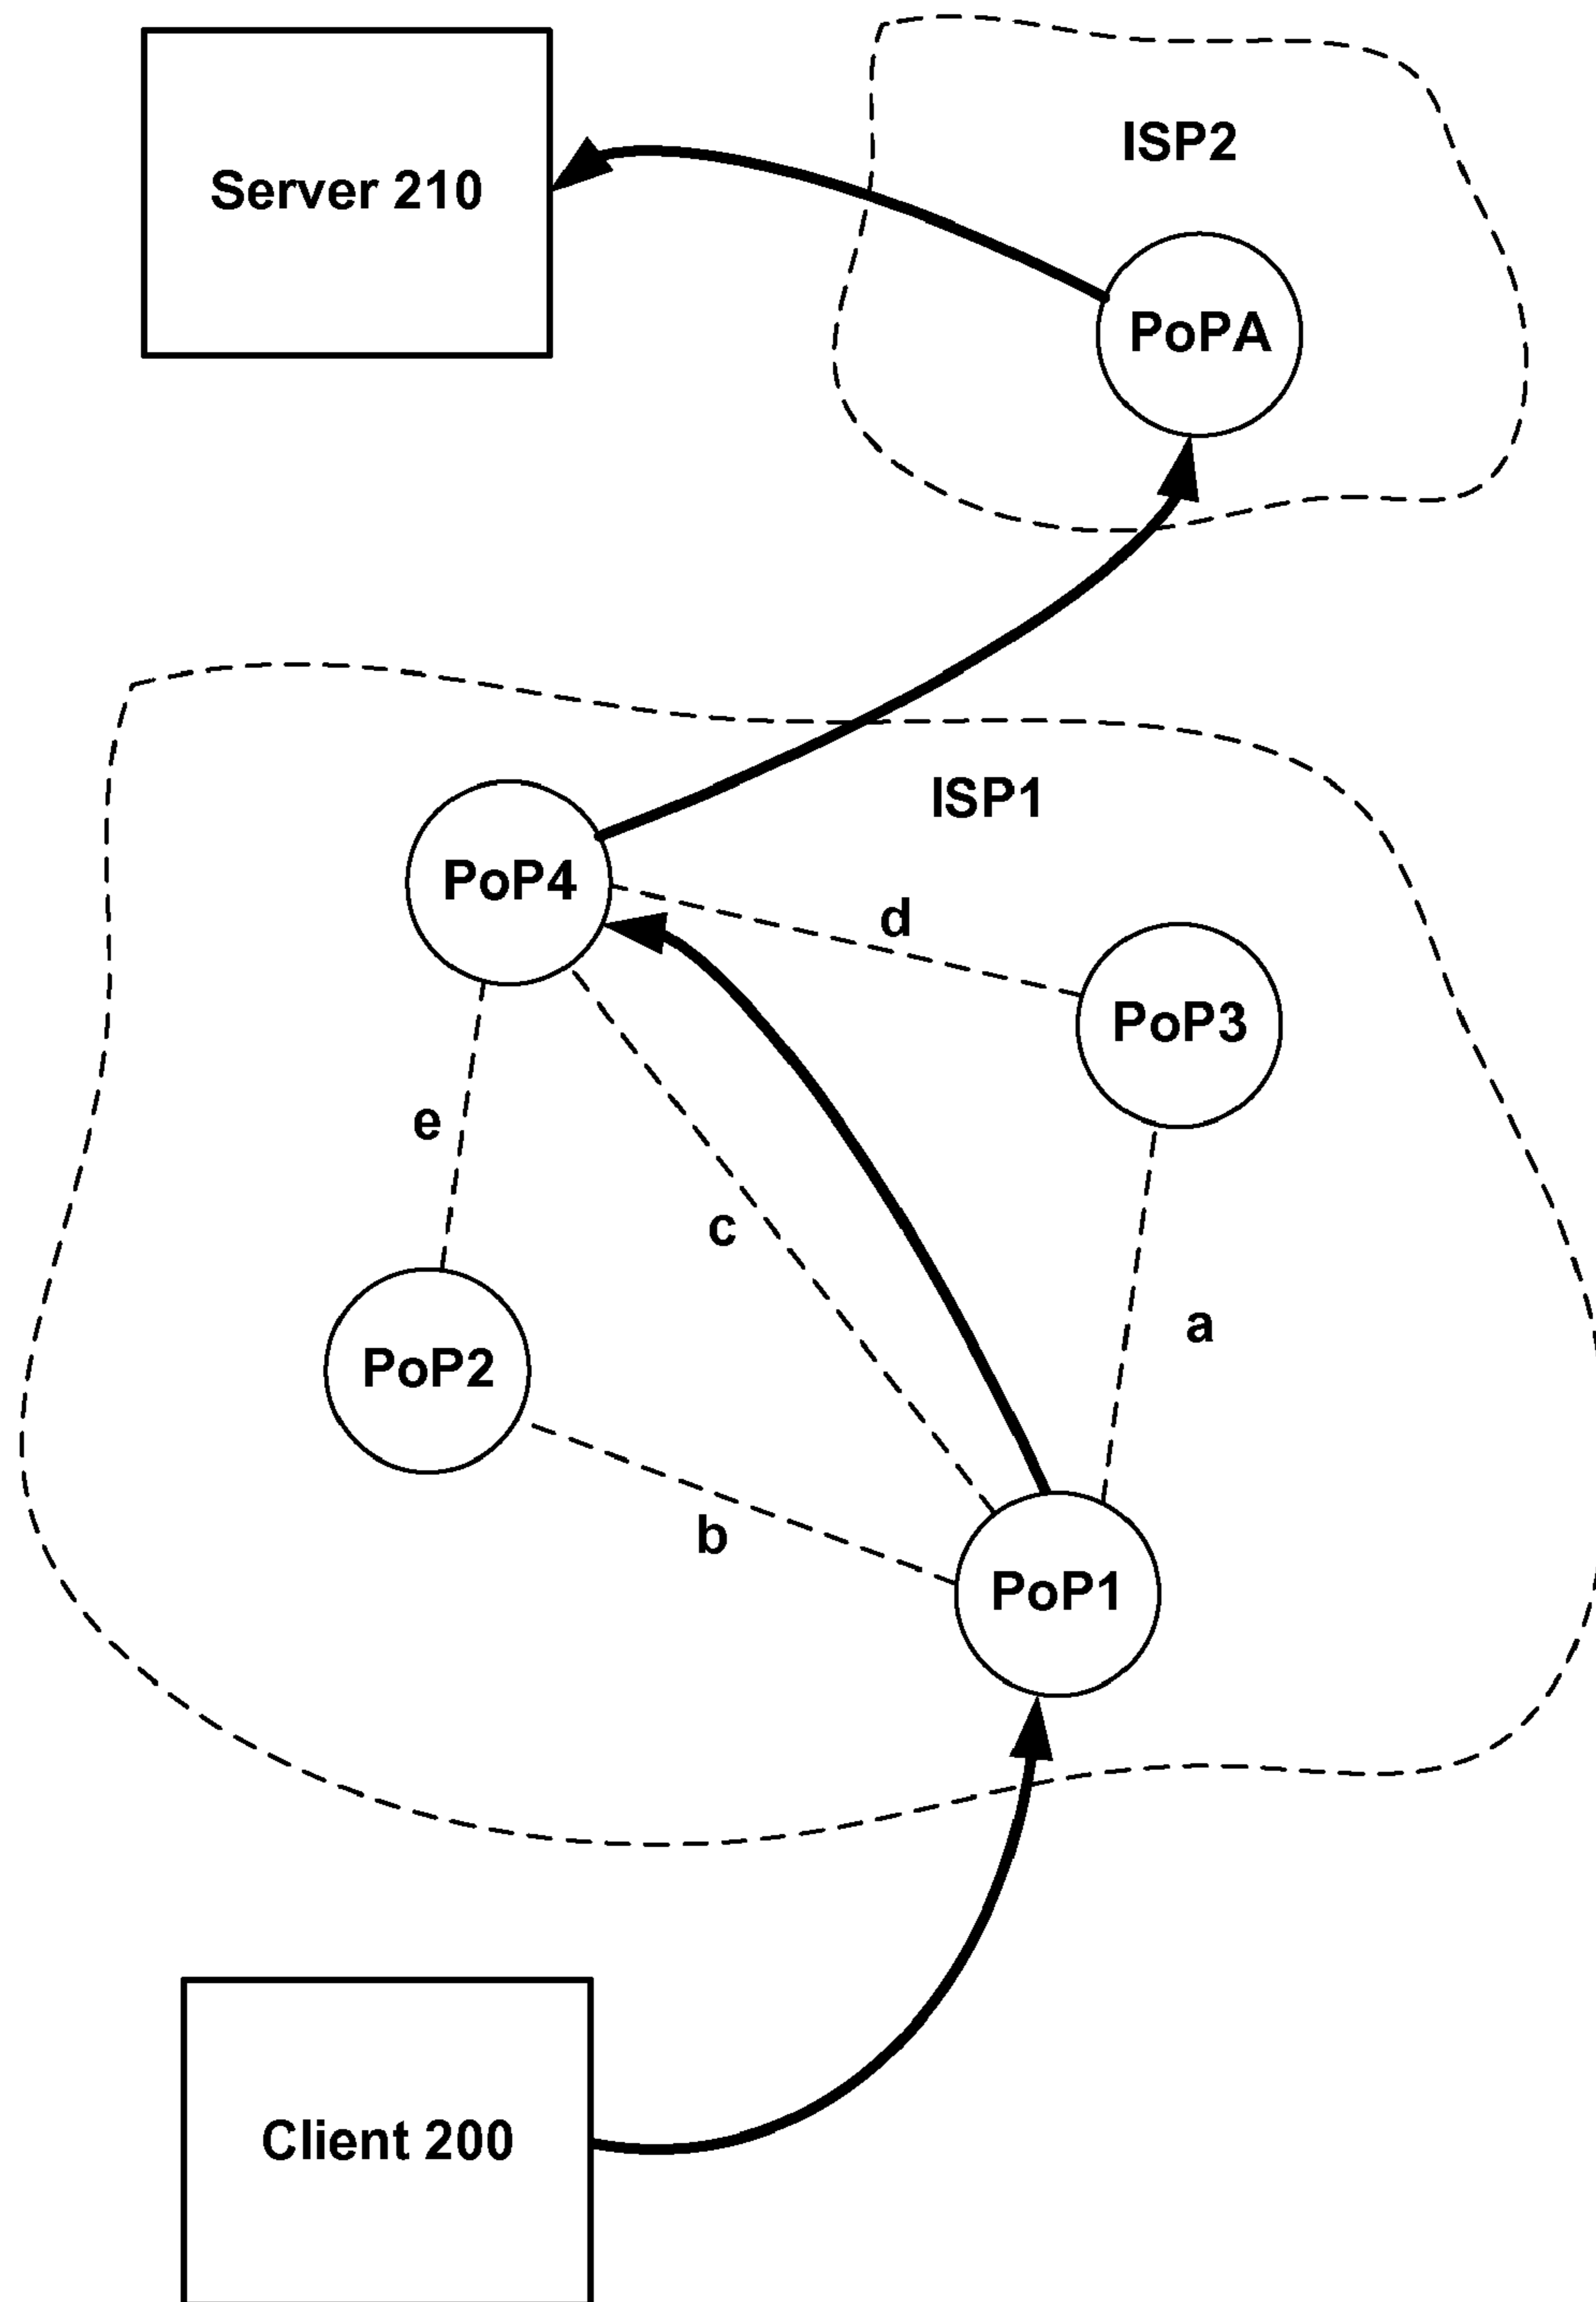 ISP2
Server 210
PoPA
ISP1
PoP4
d
PoP3
e
c
a
PoP2
b
PoP1
Client 200